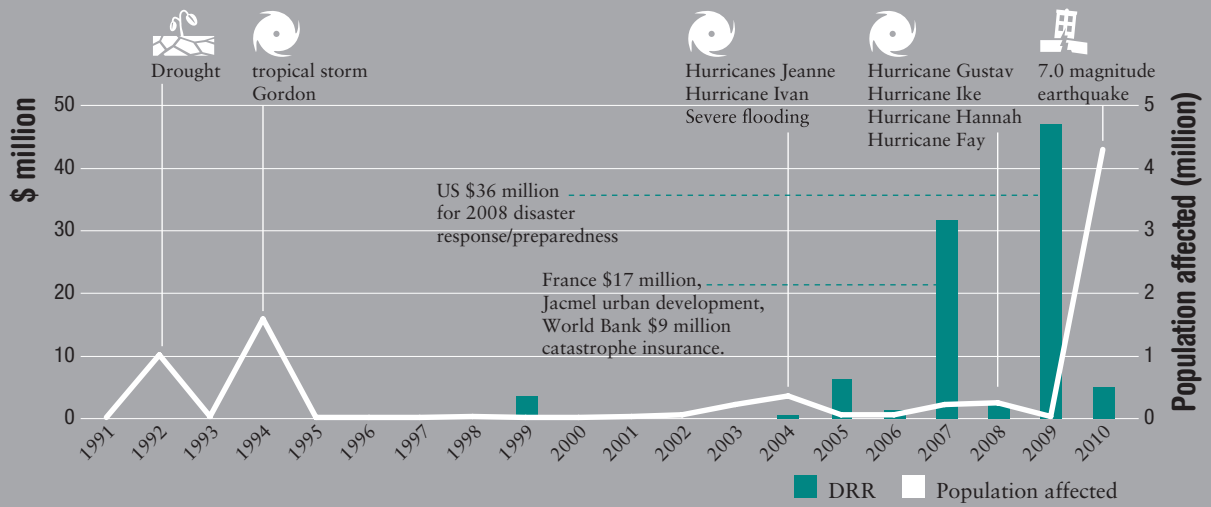 Drought
tropical storm
Gordon
Hurricanes Jeanne
Hurricane Ivan
Severe flooding
Hurricane Gustav
Hurricane Ike
Hurricane Hannah
Hurricane Fay
7.0 magnitude
earthquake
$ million
50
40
30
20
10
0
US $36 million
for 2008 disaster
response/preparedness
France $17 million,
Jacmel urban development,
World Bank $9 million
catastrophe insurance.
5
4
3
2
1
0
Population affected (million)
1991
1992
1993
1994
1995
1996
1997
1998
1999
2000
2001
2002
2003
2004
2005
2006
2007
2008
2009
2010
DRR
Population affected